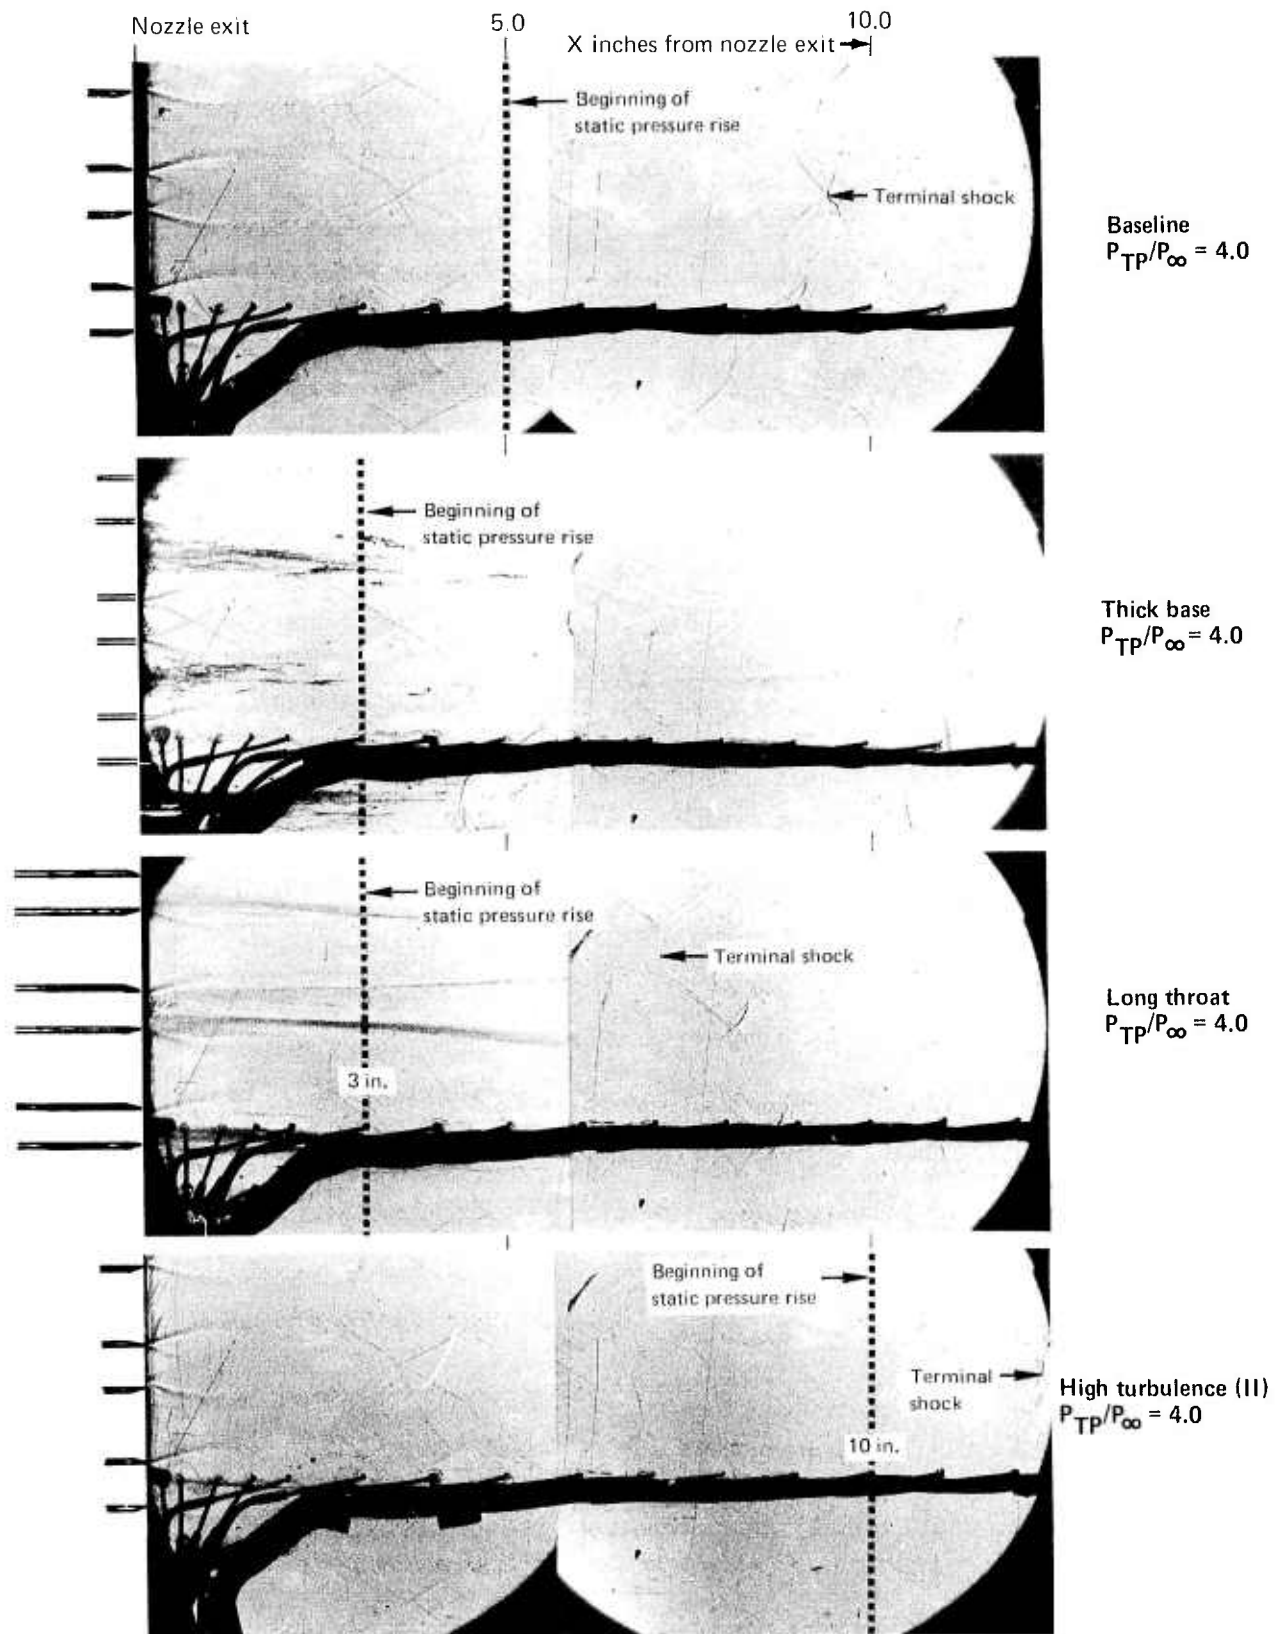 Nozzle exit
5.0
10.0
X inches from nozzle exit
Beginning of
static pressure rise
Terminal shock
Baseline
P_TP/P_∞ = 4.0
Beginning of
static pressure rise
Thick base
P_TP/P_∞ = 4.0
Beginning of
static pressure rise
Terminal shock
Long throat
P_TP/P_∞ = 4.0
3 in.
Beginning of
static pressure rise
Terminal
shock
High turbulence (II)
P_TP/P_∞ = 4.0
10 in.